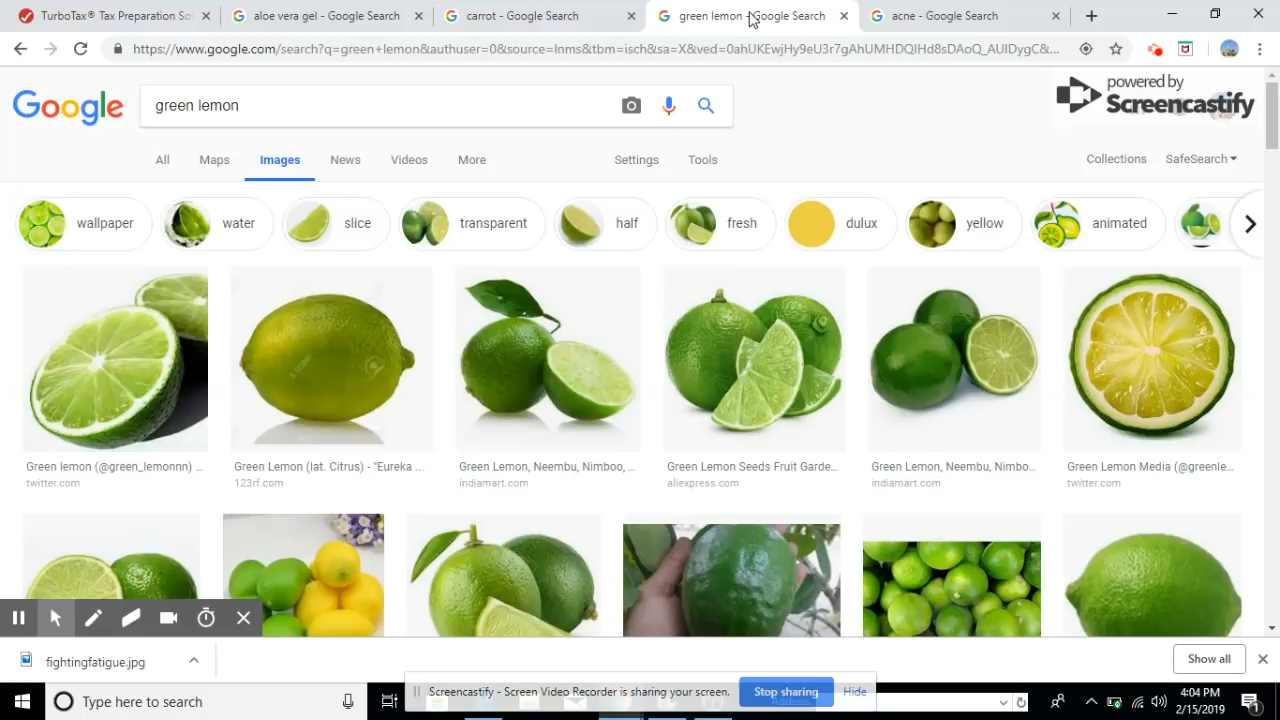 TurboTax® Tax Preparation So
aloe vera gel - Google Search
carrot - Google Search
green lemon - Google Search
acne - Google Search
https://www.google.com/search?q=green+lemon&authuser=0&source=lnms&tbm=isch&sa=X&ved=0ahUKEwjHy9eU3r7gAhUMHDQIHd8sDAoQ_AUIDygC&...
powered by
Screencastify
Google
green lemon
All
Maps
Images
News
Videos
More
Settings
Tools
Collections
SafeSearch
wallpaper
water
slice
transparent
half
fresh
dulux
yellow
animated
Green lemon (@green_lemonnn) ...
twitter.com
Green Lemon (lat. Citrus) - "Eureka ...
123rf.com
Green Lemon, Neembu, Nimboo, ...
indiamart.com
Green Lemon Seeds Fruit Garde...
aliexpress.com
Green Lemon, Neembu, Nimbo...
indiamart.com
Green Lemon Media (@greenle...
twitter.com
fightingfatigue.jpg
Show all
Screencastify - Screen Video Recorder is sharing your screen.
Stop sharing
Hide
Type here to search
Address
4:04 PM
2/15/2019
1